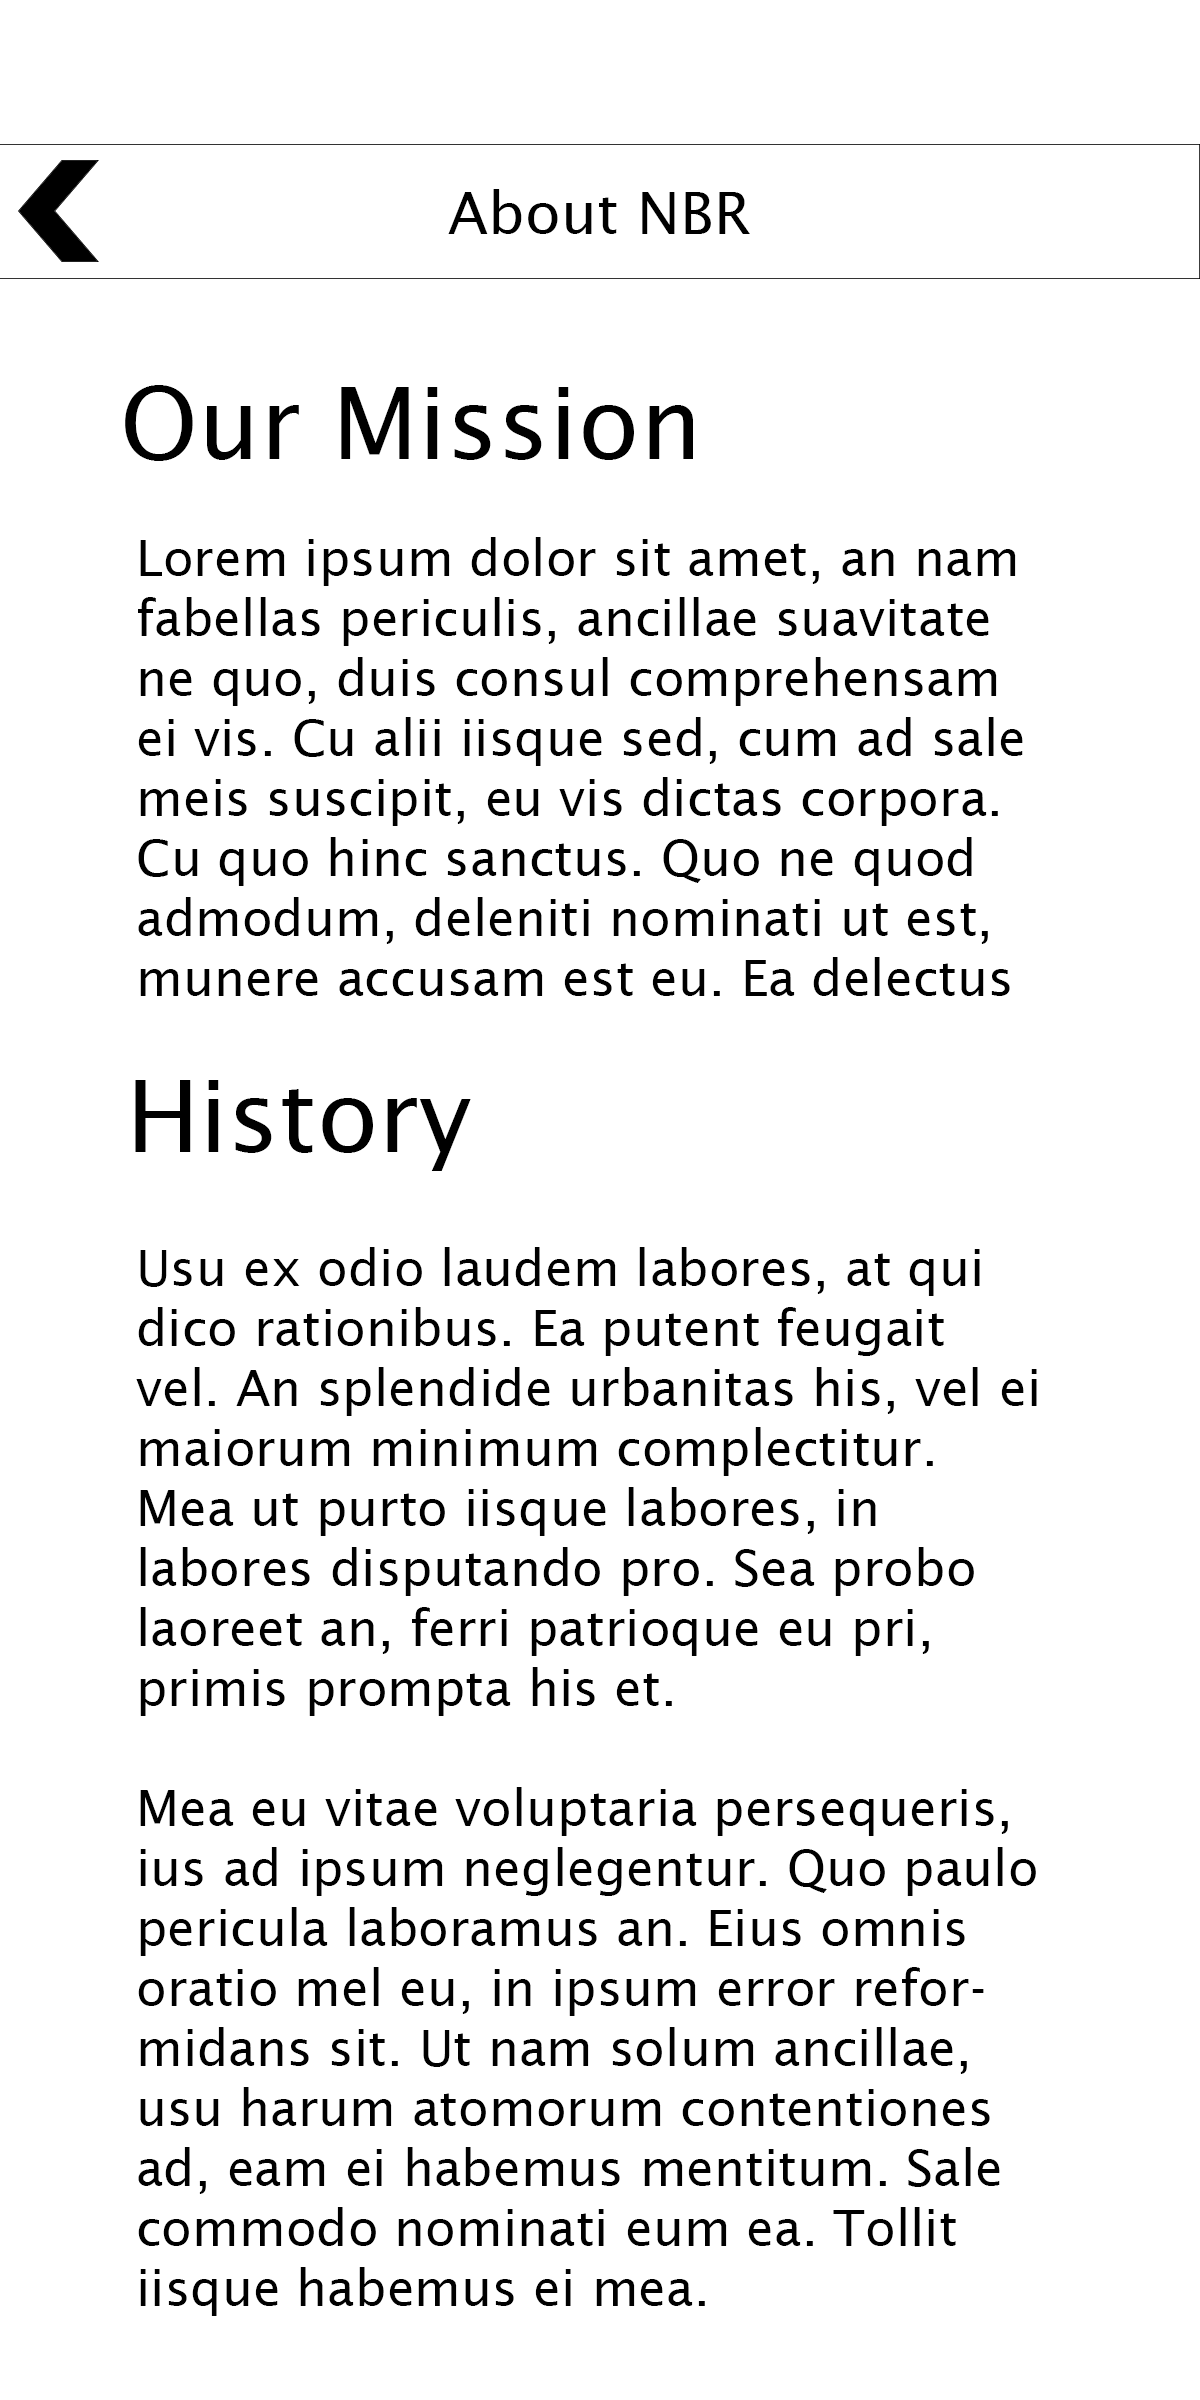 About NBR
Our Mission
Lorem ipsum dolor sit amet, an nam
fabellas periculis, ancillae suavitate
ne quo, duis consul comprehensam
ei vis. Cu alii iisque sed, cum ad sale
meis suscipit, eu vis dictas corpora.
Cu quo hinc sanctus. Quo ne quod
admodum, deleniti nominati ut est,
munere accusam est eu. Ea delectus
History
Usu ex odio laudem labores, at qui
dico rationibus. Ea putent feugait
vel. An splendide urbanitas his, vel ei
maiorum minimum complectitur.
Mea ut purto iisque labores, in
labores disputando pro. Sea probo
laoreet an, ferri patrioque eu pri,
primis prompta his et.
Mea eu vitae voluptaria persequeris,
ius ad ipsum neglegentur. Quo paulo
pericula laboramus an. Eius omnis
oratio mel eu, in ipsum error refor-
midans sit. Ut nam solum ancillae,
usu harum atomorum contentiones
ad, eam ei habemus mentitum. Sale
commodo nominati eum ea. Tollit
iisque habemus ei mea.